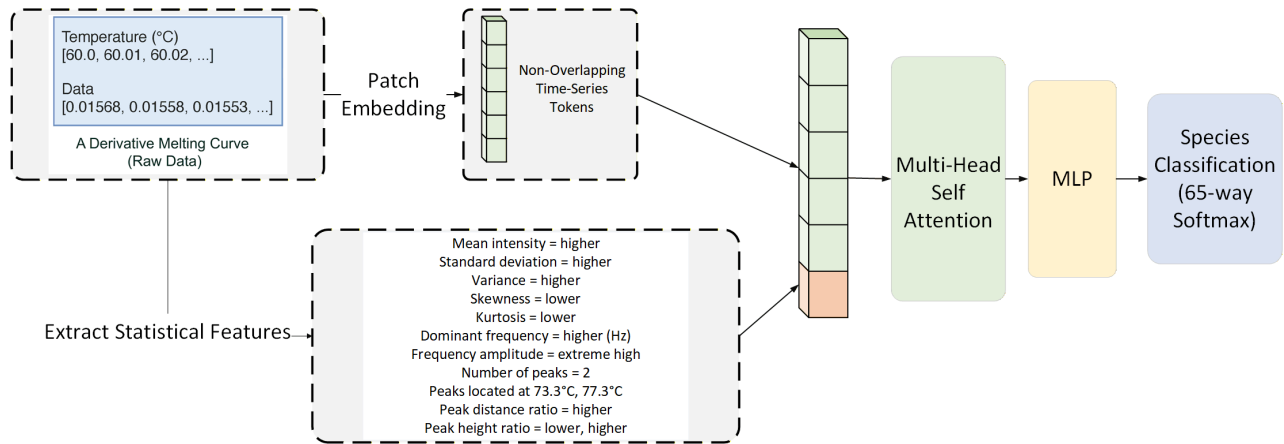 Temperature (°C)
[60.0, 60.01, 60.02, ...]
Data
[0.01568, 0.01558, 0.01553, ...]
A Derivative Melting Curve
(Raw Data)
Patch
Embedding
Non-Overlapping
Time-Series
Tokens
Extract Statistical Features
Mean intensity = higher
Standard deviation = higher
Variance = higher
Skewness = lower
Kurtosis = lower
Dominant frequency = higher (Hz)
Frequency amplitude = extreme high
Number of peaks = 2
Peaks located at 73.3°C, 77.3°C
Peak distance ratio = higher
Peak height ratio = lower, higher
Multi-Head
Self
Attention
MLP
Species
Classification
(65-way
Softmax)